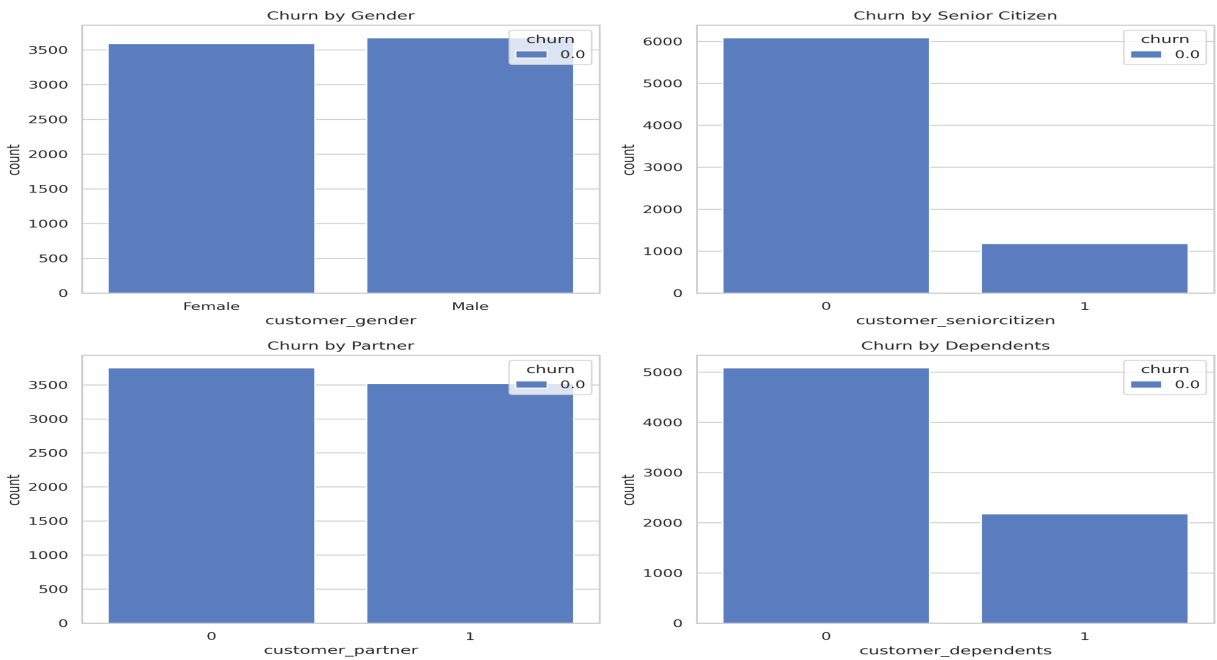 Churn by Gender
churn
0.0
3500
3000
2500
2000
1500
1000
500
0
count
Female
Male
customer_gender
Churn by Senior Citizen
churn
0.0
6000
5000
4000
3000
2000
1000
0
count
0
1
customer_seniorcitizen
Churn by Partner
churn
0.0
3500
3000
2500
2000
1500
1000
500
0
count
0
1
customer_partner
Churn by Dependents
churn
0.0
5000
4000
3000
2000
1000
0
count
0
1
customer_dependents